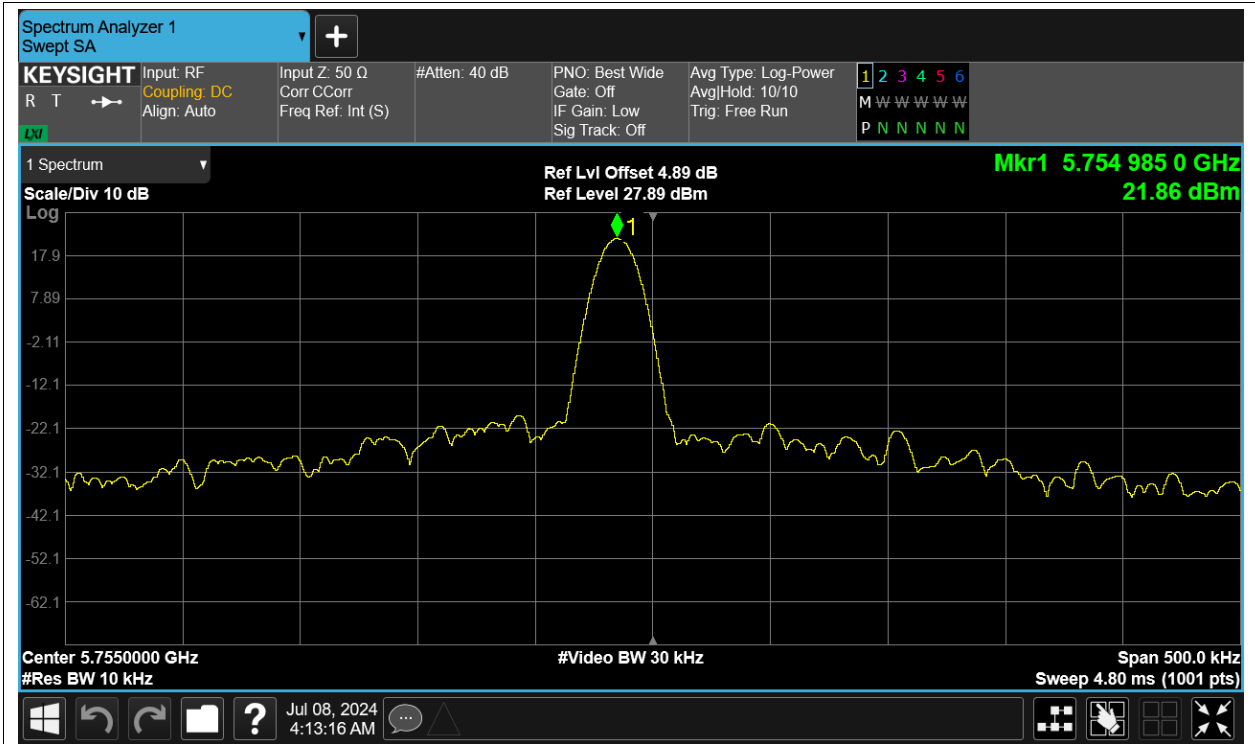 Spectrum Analyzer 1
Swept SA
KEYSIGHT
R T
LXI
Input: RF
Coupling: DC
Align: Auto
Input Z: 50 Ω
Corr CCorr
Freq Ref: Int (S)
#Atten: 40 dB
PNO: Best Wide
Gate: Off
IF Gain: Low
Sig Track: Off
Avg Type: Log-Power
Avg|Hold: 10/10
Trig: Free Run
1 2 3 4 5 6
M W W W W W
P N N N N N
1 Spectrum
Scale/Div 10 dB
Log
Ref Lvl Offset 4.89 dB
Ref Level 27.89 dBm
Mkr1 5.754 985 0 GHz
21.86 dBm
1
17.9
7.89
-2.11
-12.1
-22.1
-32.1
-42.1
-52.1
-62.1
Center 5.7550000 GHz
#Res BW 10 kHz
#Video BW 30 kHz
Span 500.0 kHz
Sweep 4.80 ms (1001 pts)
?
Jul 08, 2024
4:13:16 AM